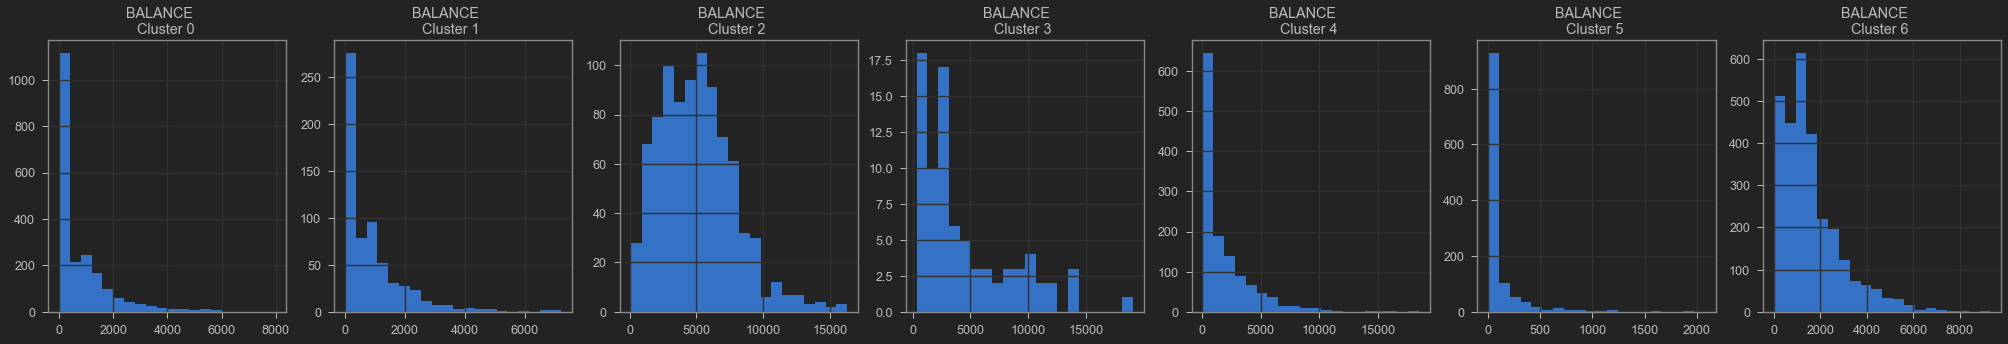 BALANCE
Cluster 0
1000
800
600
400
200
0
0 2000 4000 6000 8000
BALANCE
Cluster 1
250
200
150
100
50
0
0 2000 4000 6000
BALANCE
Cluster 2
100
80
60
40
20
0
0 5000 10000 15000
BALANCE
Cluster 3
17.5
15.0
12.5
10.0
7.5
5.0
2.5
0.0
0 5000 10000 15000
BALANCE
Cluster 4
600
500
400
300
200
100
0
0 5000 10000 15000
BALANCE
Cluster 5
800
600
400
200
0
0 500 1000 1500 2000
BALANCE
Cluster 6
600
500
400
300
200
100
0
0 2000 4000 6000 8000